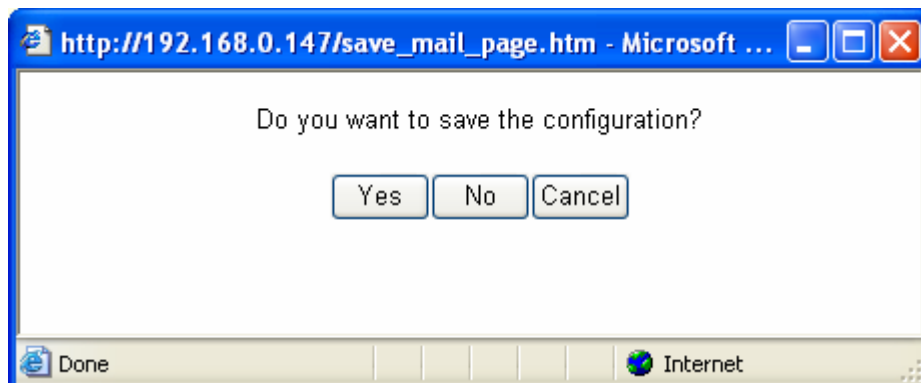 http://192.168.0.147/save_mail_page.htm - Microsoft ...
Do you want to save the configuration?
Yes No Cancel
Done Internet